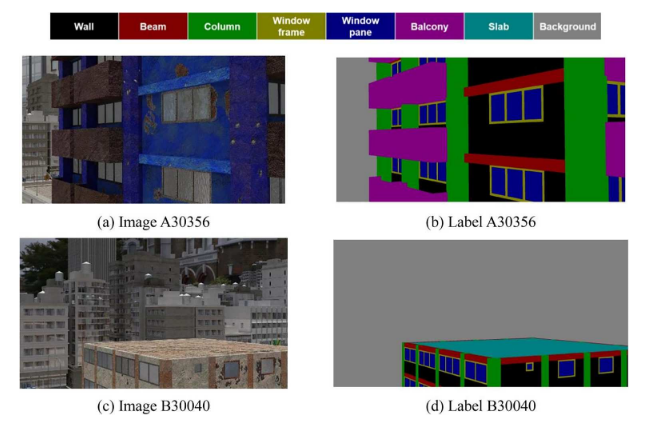 Wall Beam Column Window frame Window pane Balcony Slab Background
(a) Image A30356 (b) Label A30356
(c) Image B30040 (d) Label B30040